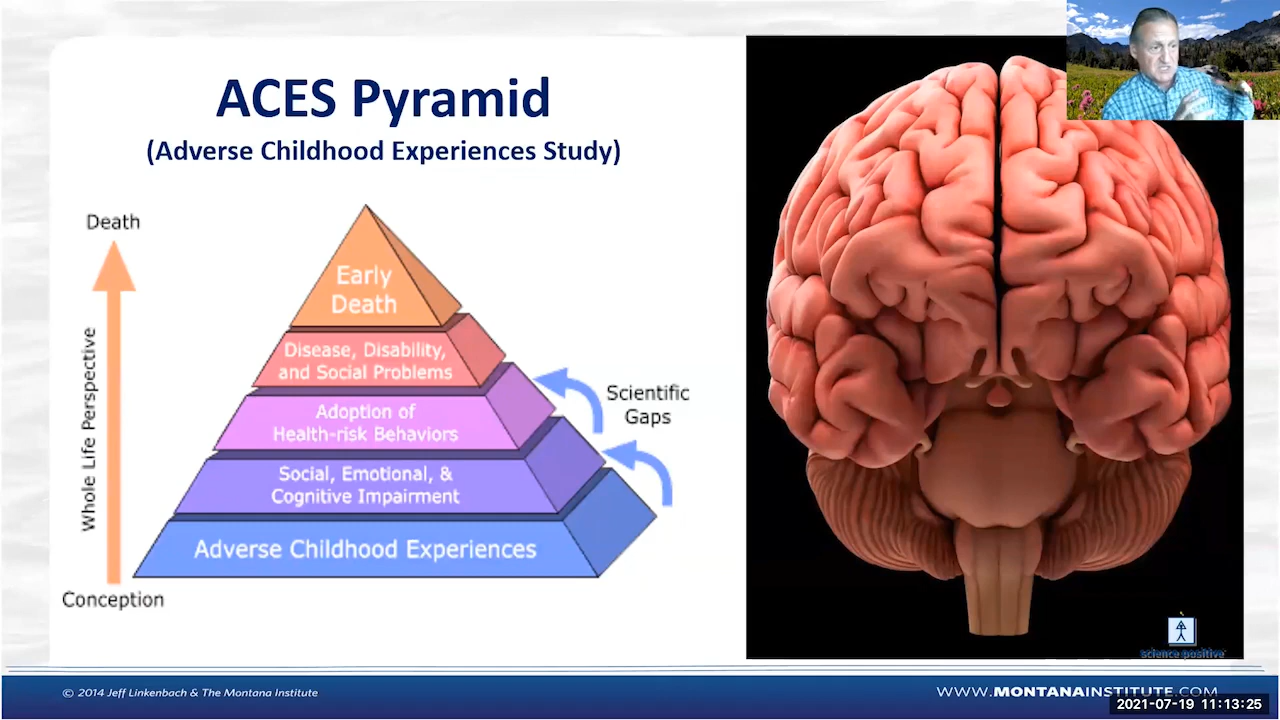 ACES Pyramid
(Adverse Childhood Experiences Study)
Death
Whole Life Perspective
Conception
Early
Death
Disease, Disability,
and Social Problems
Adoption of
Health-risk Behaviors
Social, Emotional, &
Cognitive Impairment
Adverse Childhood Experiences
Scientific
Gaps
science positive
© 2014 Jeff Linkenbach & The Montana Institute
WWW.MONTANAINSTITUTE.COM
2021-07-19 11:13:25